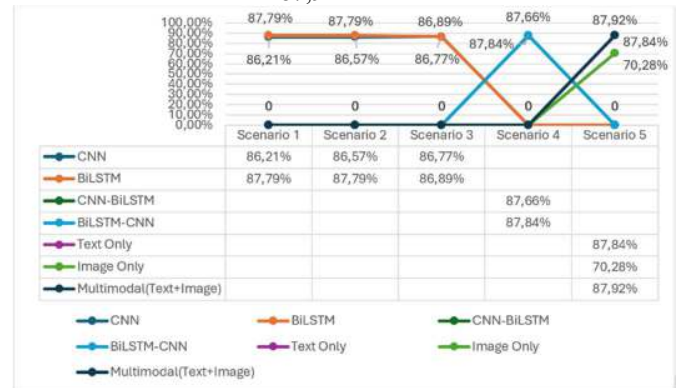 100,00%
90,00%
80,00%
70,00%
60,00%
50,00%
40,00%
30,00%
20,00%
10,00%
0,00%
87,79% 87,79% 86,89% 87,66% 87,92%
87,84% 87,84%
86,21% 86,57% 86,77% 70,28%
0 0 0 0 0
Scenario 1 Scenario 2 Scenario 3 Scenario 4 Scenario 5
CNN 86,21% 86,57% 86,77%
BiLSTM 87,79% 87,79% 86,89%
CNN-BiLSTM 87,66%
BiLSTM-CNN 87,84%
Text Only 87,84%
Image Only 70,28%
Multimodal(Text+Image) 87,92%
CNN BiLSTM CNN-BiLSTM
BiLSTM-CNN Text Only Image Only
Multimodal(Text+Image)